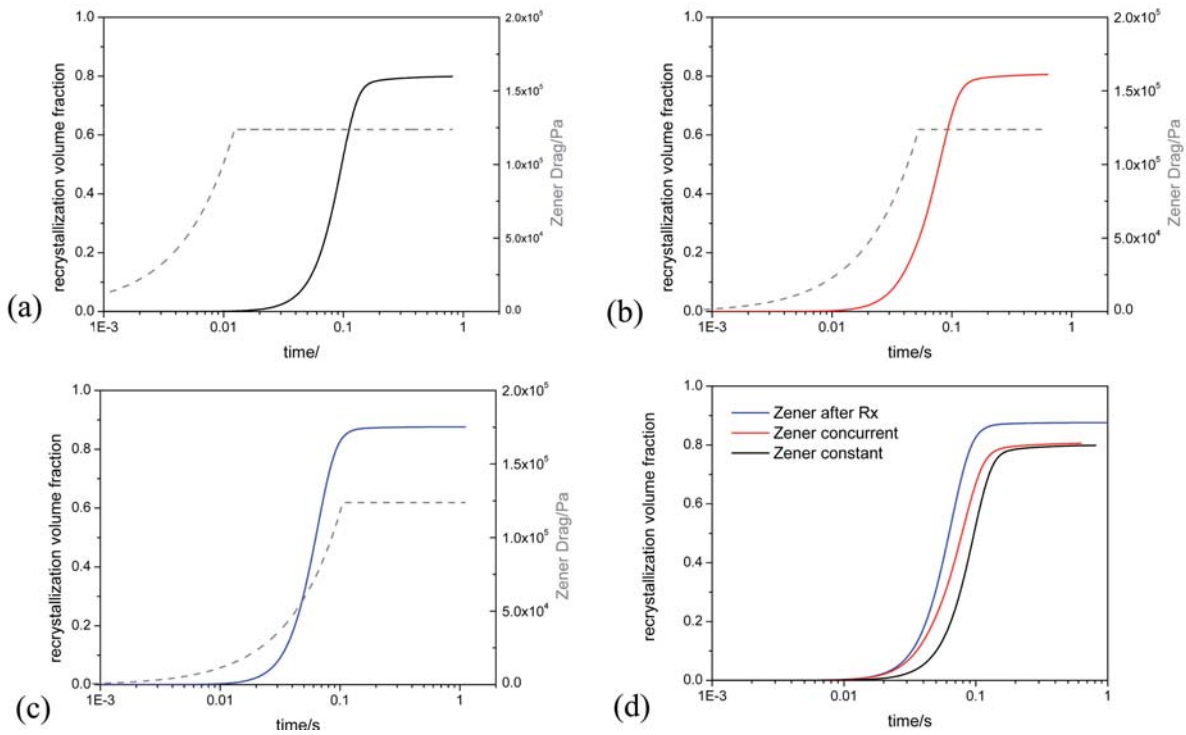 1.0
0.8
0.6
0.4
0.2
0.0
recrystallization volume fraction
2.0x10⁵
1.5x10⁵
1.0x10⁵
5.0x10⁴
0.0
Zener Drag/Pa
1E-3
0.01
0.1
1
time/
(a)
1.0
0.8
0.6
0.4
0.2
0.0
recrystallization volume fraction
2.0x10⁵
1.5x10⁵
1.0x10⁵
5.0x10⁴
0.0
Zener Drag/Pa
1E-3
0.01
0.1
1
time/s
(b)
1.0
0.8
0.6
0.4
0.2
0.0
recrystallization volume fraction
2.0x10⁵
1.5x10⁵
1.0x10⁵
5.0x10⁴
0.0
Zener Drag/Pa
1E-3
0.01
0.1
1
time/s
(c)
1.0
0.8
0.6
0.4
0.2
0.0
recrystallization volume fraction
Zener after Rx
Zener concurrent
Zener constant
1E-3
0.01
0.1
1
time/s
(d)